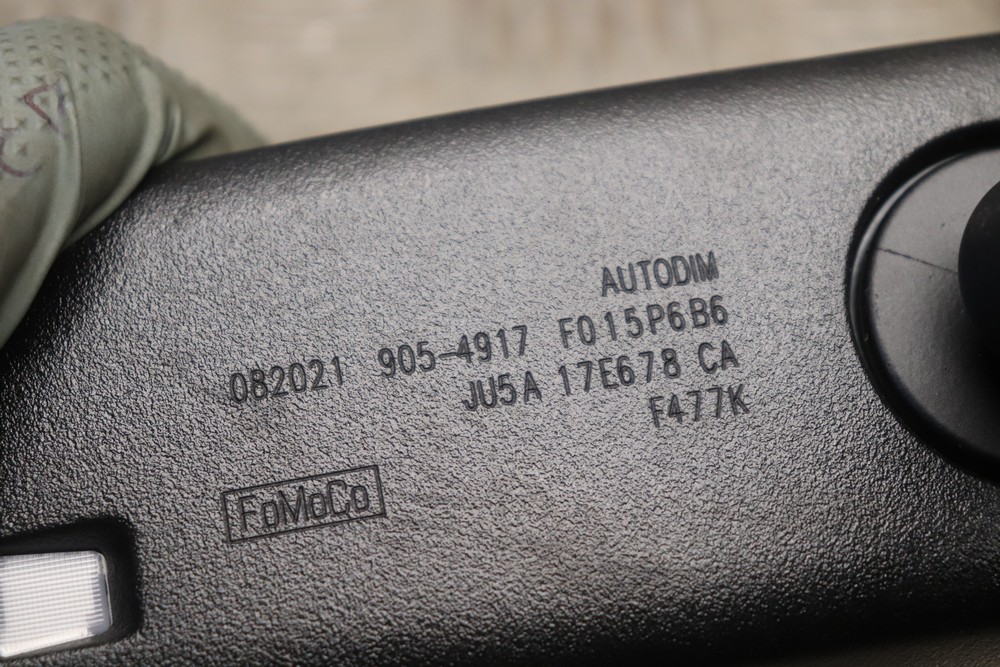 AUTODIM
082021 905-4917 F015P6B6
JU5A 17E678 CA
F477K
FoMoCo